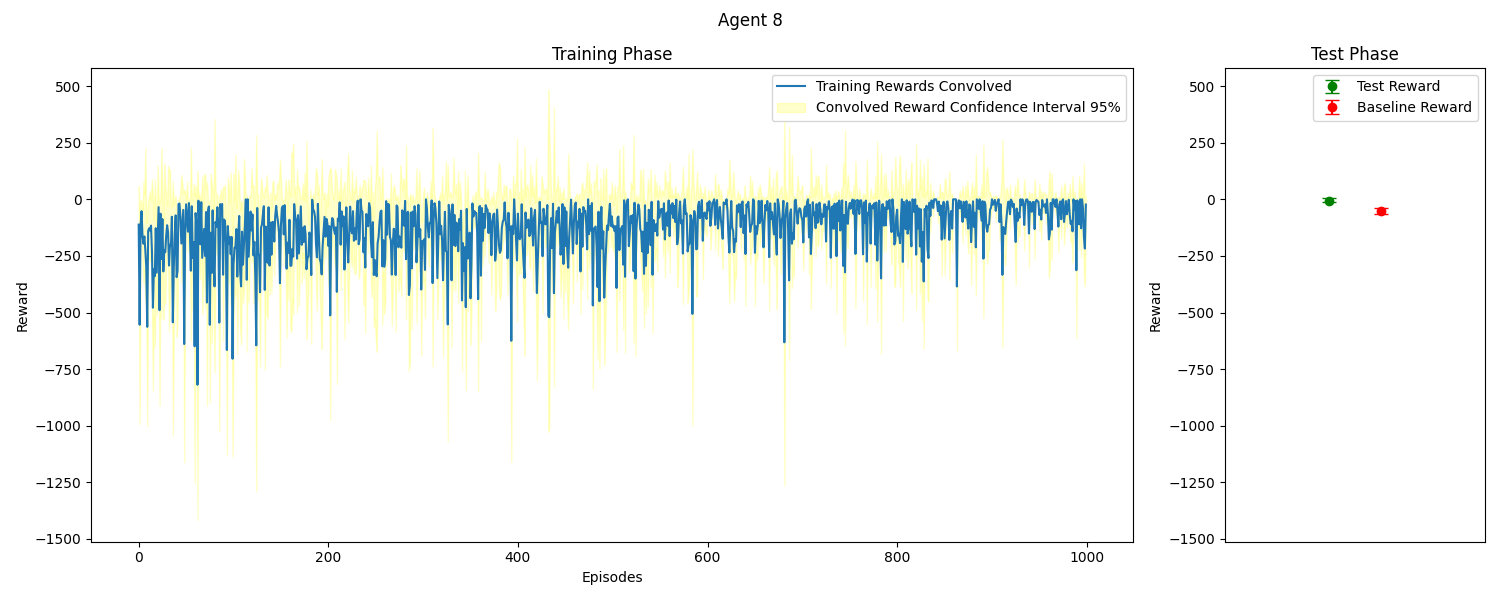 Agent 8
Training Phase
Training Rewards Convolved
Convolved Reward Confidence Interval 95%
500
250
0
−250
−500
−750
−1000
−1250
−1500
Reward
0
200
400
600
800
1000
Episodes
Test Phase
Test Reward
Baseline Reward
500
250
0
−250
−500
−750
−1000
−1250
−1500
Reward